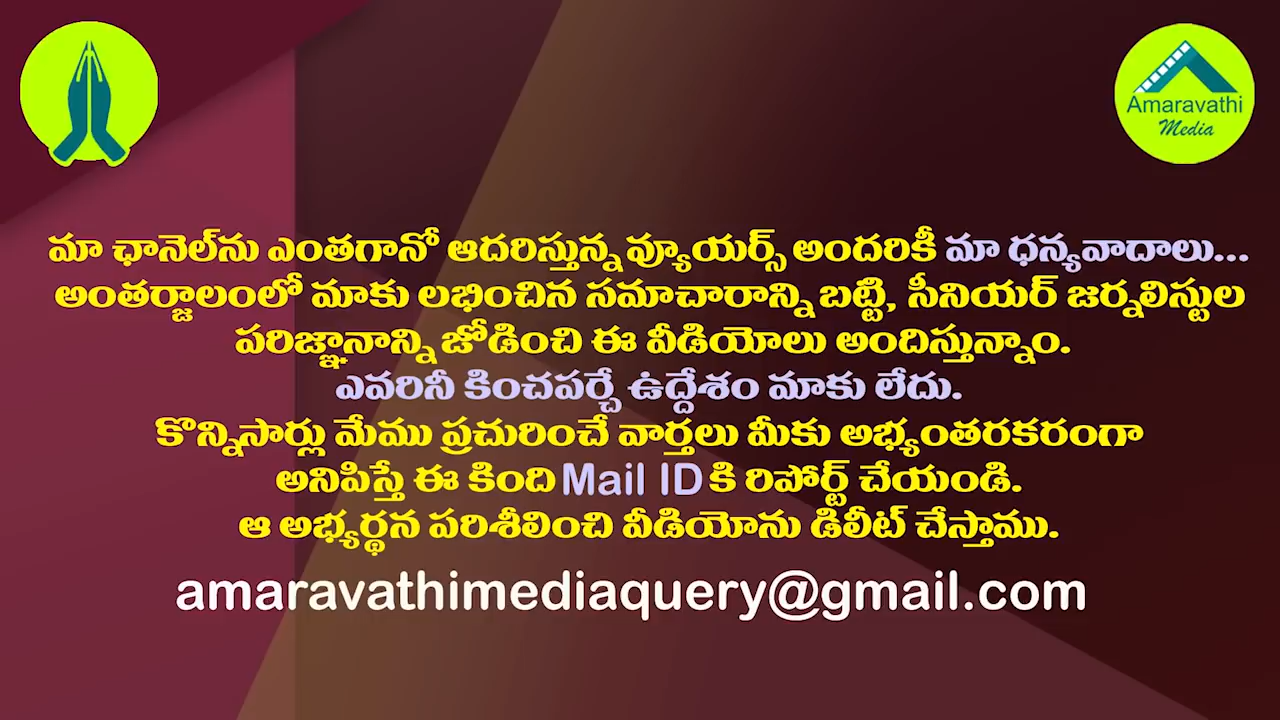 Amaravathi
Media
మా ఛానెల్‌ను ఎంతగానో ఆదరిస్తున్న వ్యూయర్స్ అందరికీ మా ధన్యవాదాలు...
అంతర్జాలంలో మాకు లభించిన సమాచారాన్ని బట్టి, సీనియర్ జర్నలిస్టుల
పరిజ్ఞానాన్ని జోడించి ఈ వీడియోలు అందిస్తున్నాం.
ఎవరినీ కించపర్చే ఉద్దేశం మాకు లేదు.
కొన్నిసార్లు మేము ప్రచురించే వార్తలు మీకు అభ్యంతరకరంగా
అనిపిస్తే ఈ కింది Mail ID కి రిపోర్ట్ చేయండి.
ఆ అభ్యర్థన పరిశీలించి వీడియోను డిలీట్ చేస్తాము.
amaravathimediaquery@gmail.com